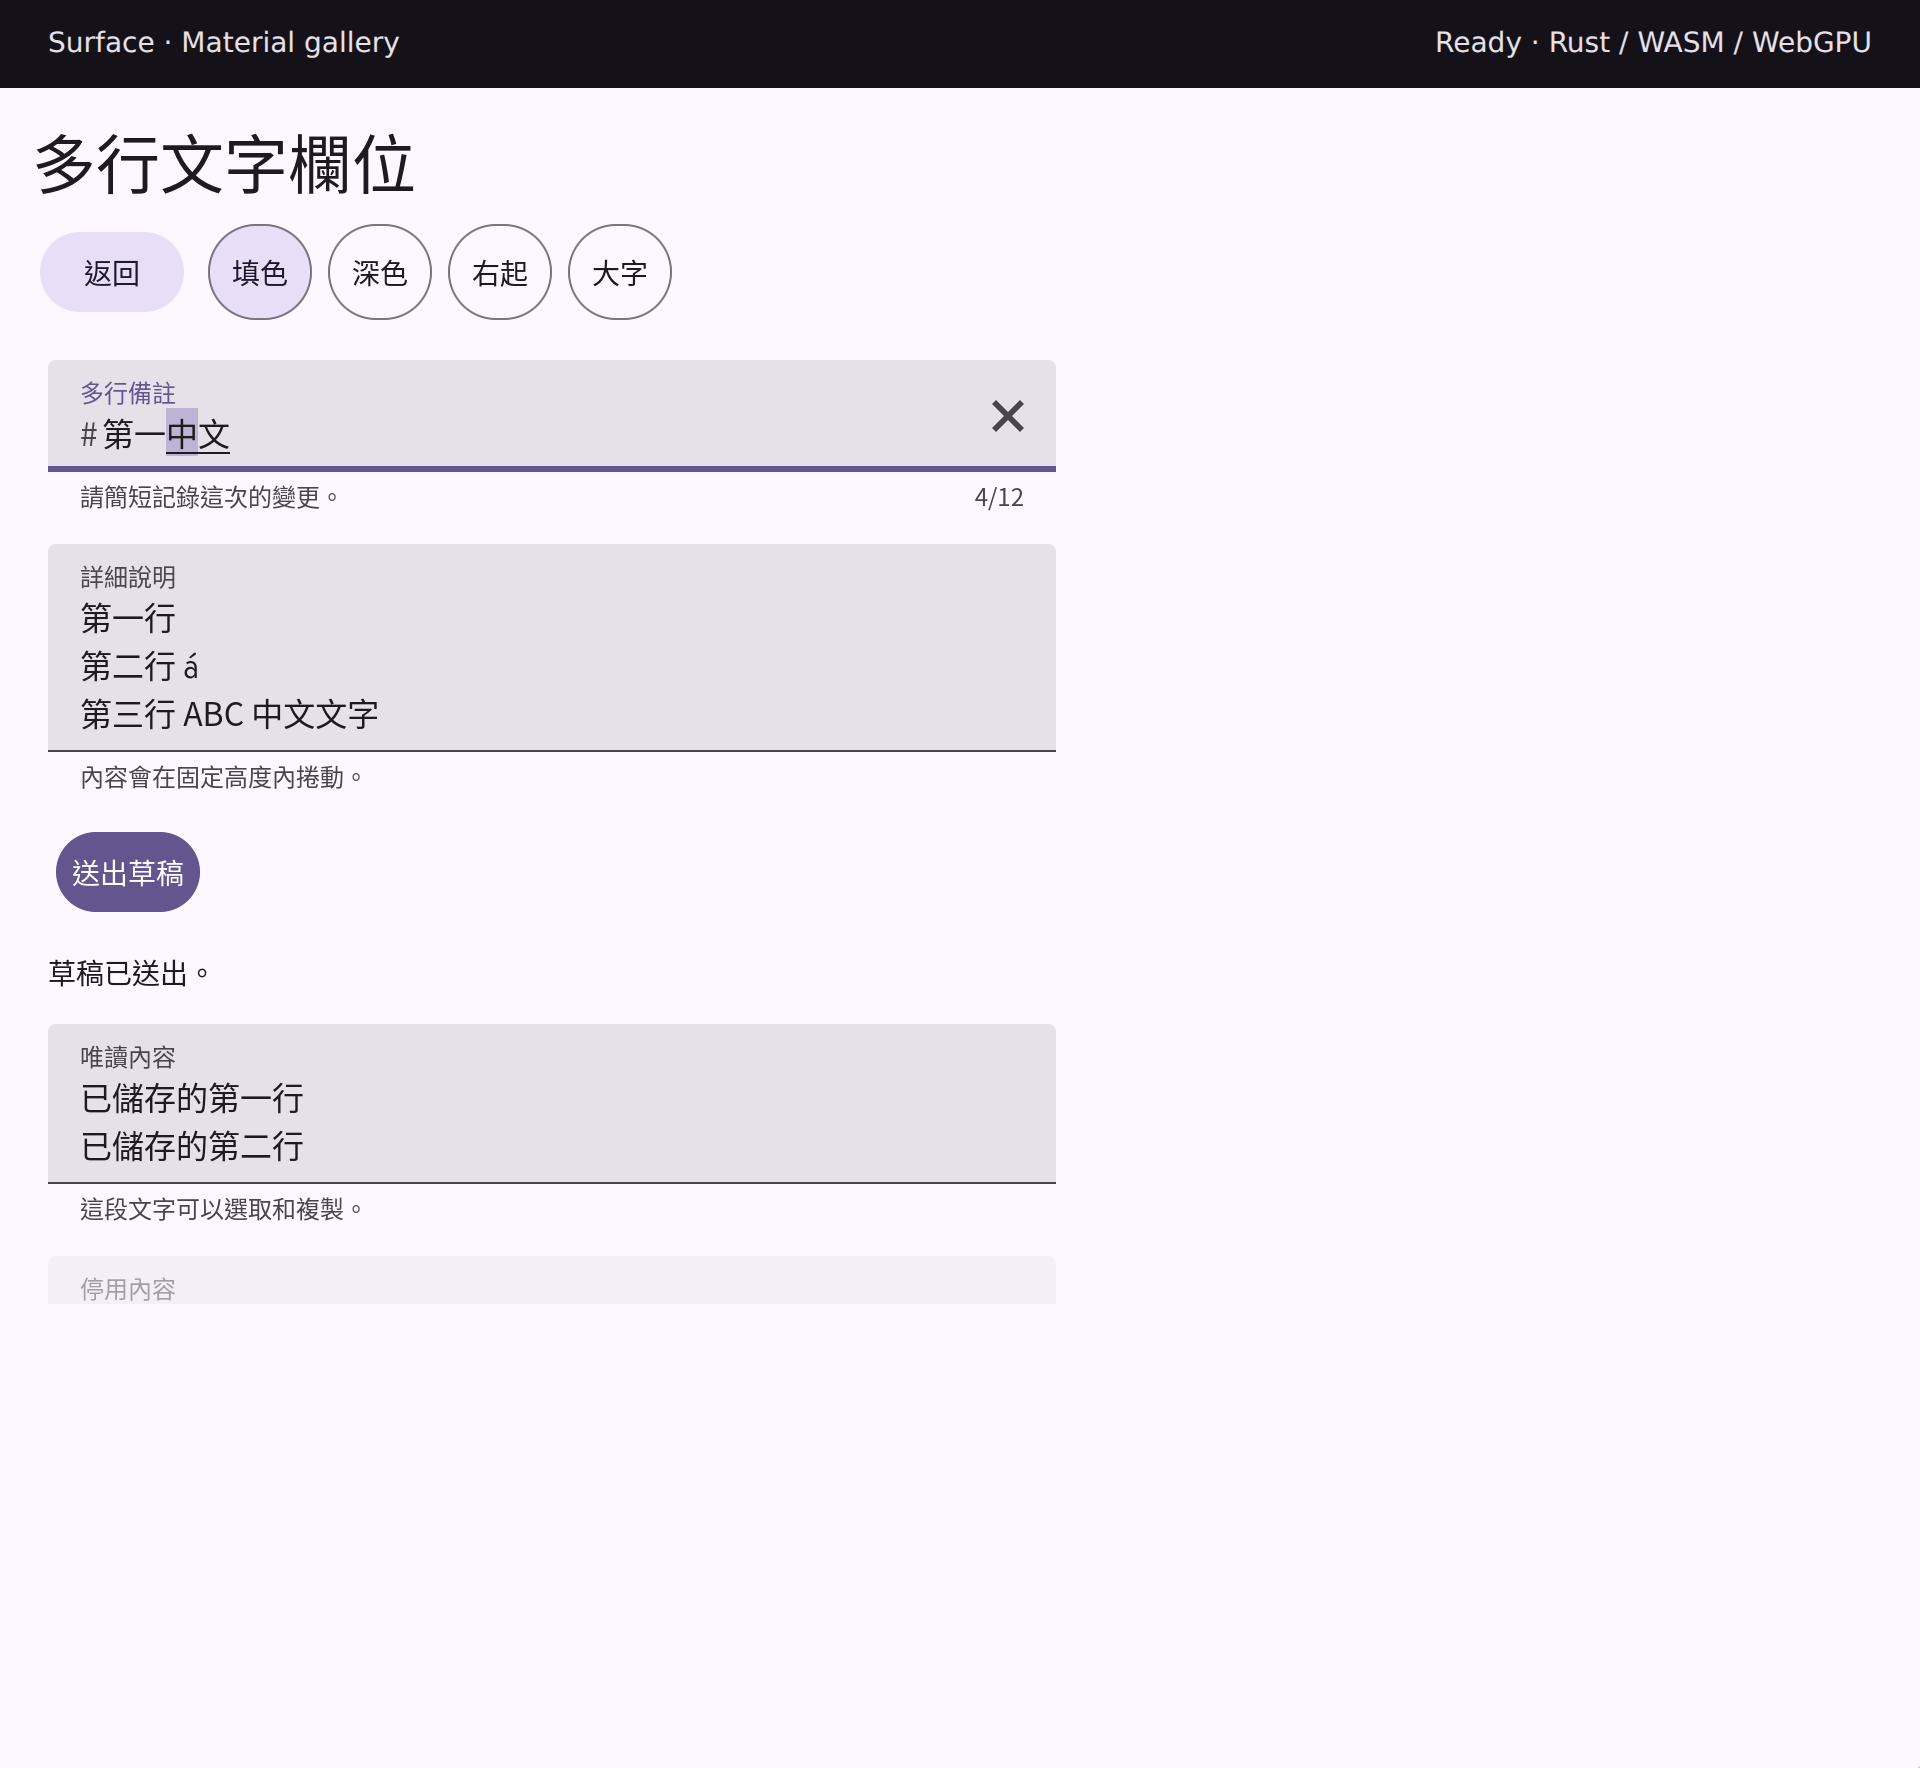 Surface · Material gallery
Ready · Rust / WASM / WebGPU
多行文字欄位
返回
填色
深色
右起
大字
多行備註
#第一中文
請簡短記錄這次的變更。
4/12
詳細說明
第一行
第二行 á
第三行 ABC 中文文字
內容會在固定高度內捲動。
送出草稿
草稿已送出。
唯讀內容
已儲存的第一行
已儲存的第二行
這段文字可以選取和複製。
停用內容